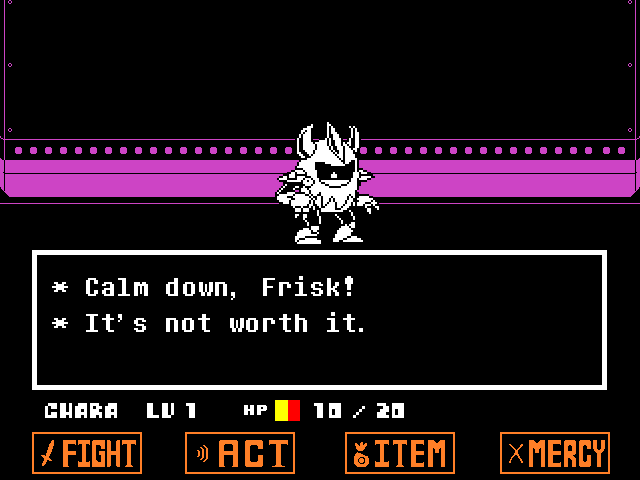 * Calm down, Frisk!
* It's not worth it.
CHARA LV 1 HP 10 / 20
FIGHT ACT ITEM MERCY